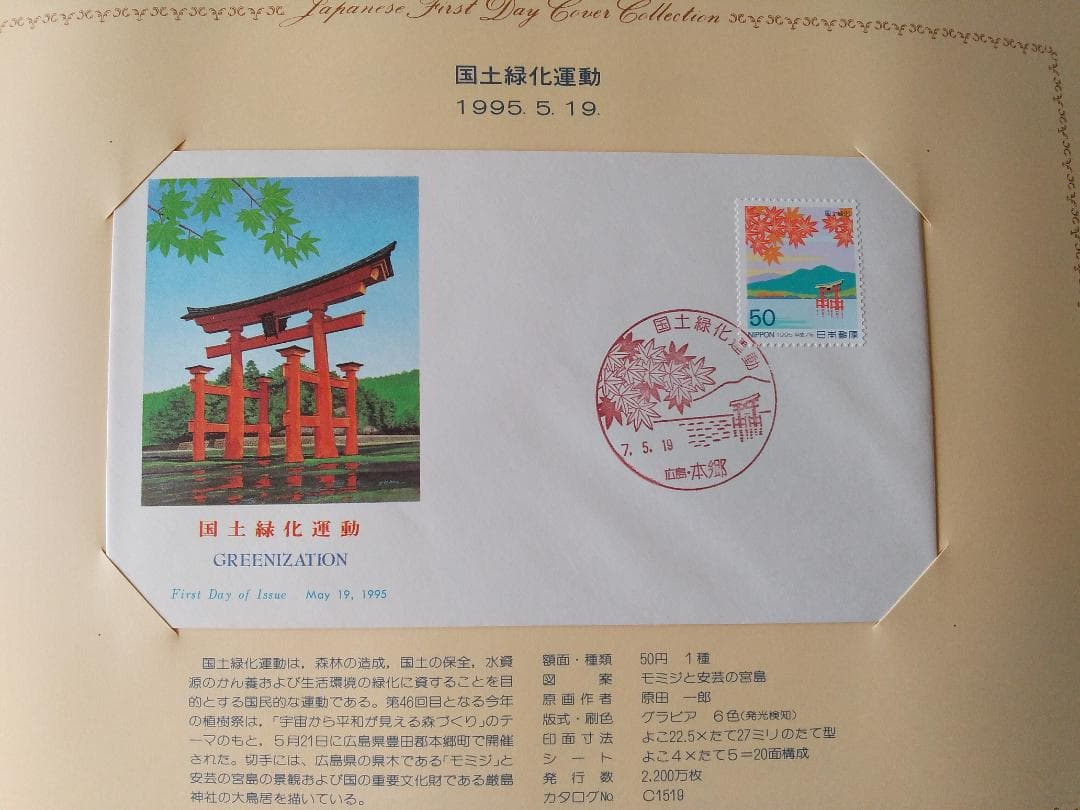 Japanese First Day Cover Collection
国土緑化運動
1995. 5. 19.
国土緑化
50
NIPPON 1995 平成7年 日本郵便
国土緑化運動
7. 5. 19
広島・本郷
国土緑化運動
GREENIZATION
First Day of Issue May 19, 1995
国土緑化運動は，森林の造成，国土の保全，水資
源のかん養および生活環境の緑化に資することを目
的とする国民的な運動である。第46回目となる今年
の植樹祭は，「宇宙から平和が見える森づくり」のテ
ーマのもと，５月21日に広島県豊田郡本郷町で開催
された。切手には，広島県の県木である「モミジ」と
安芸の宮島の景観および国の重要文化財である厳島
神社の大鳥居を描いている。
額面・種類 50円 １種
図案 モミジと安芸の宮島
原画作者 原田 一郎
版式・刷色 グラビア ６色(発光検知)
印面寸法 よこ22.5×たて27ミリのたて型
シート よこ４×たて５＝20面構成
発行数 2,200万枚
カタログNo. C1519